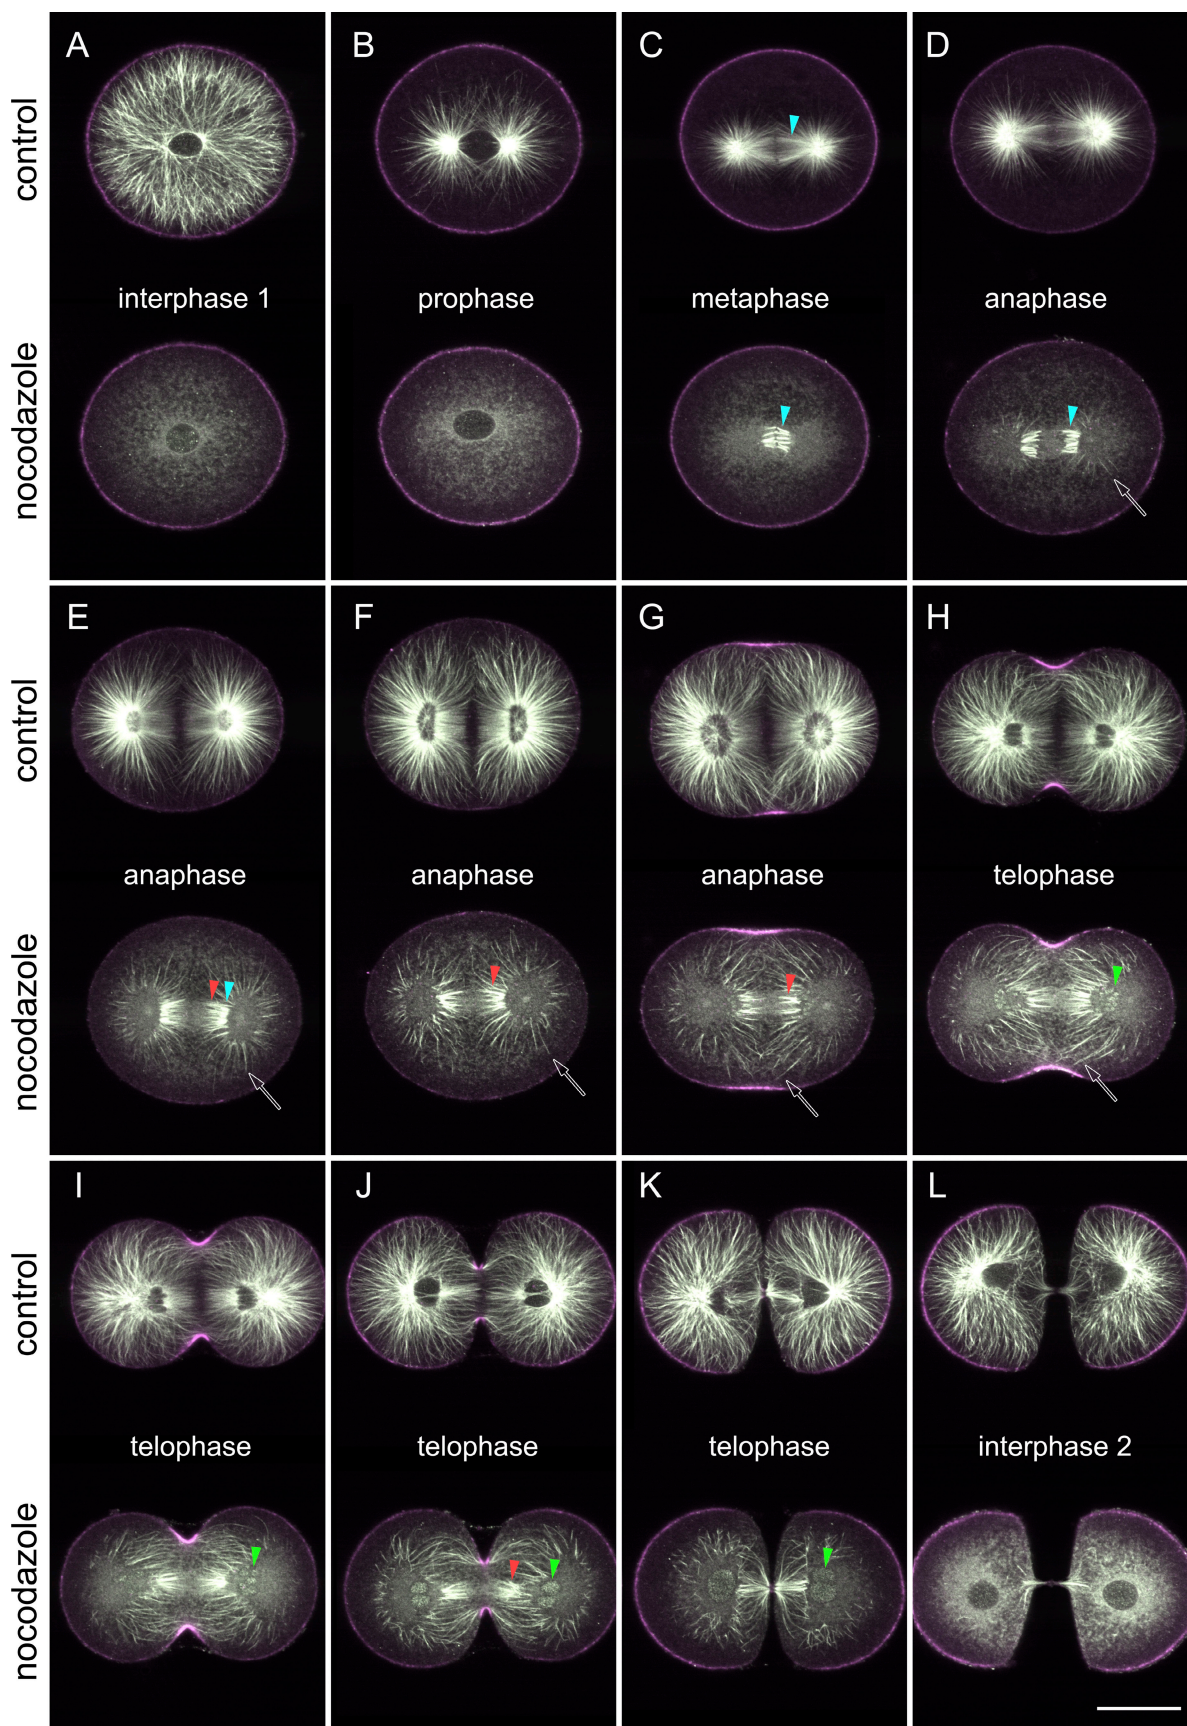 A
B
C
D
control
interphase 1
prophase
metaphase
anaphase
nocodazole
E
F
G
H
control
anaphase
anaphase
anaphase
telophase
nocodazole
I
J
K
L
control
telophase
telophase
telophase
interphase 2
nocodazole